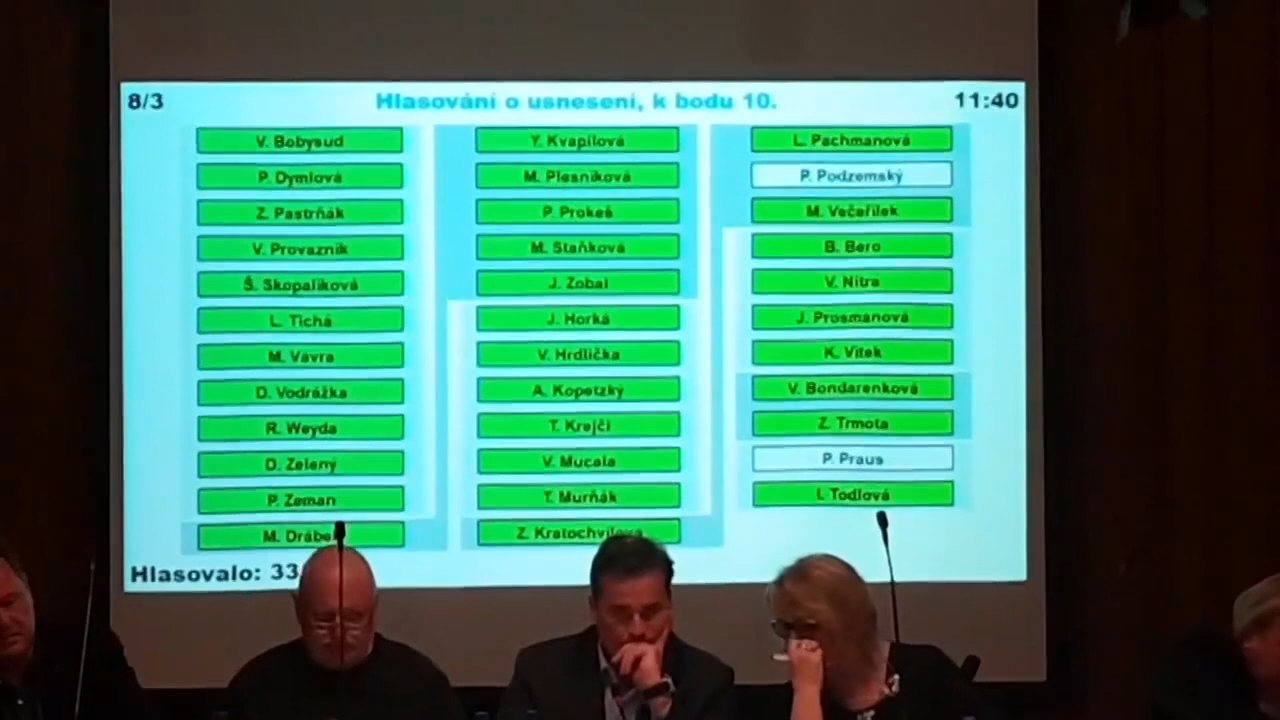 8/3 Hlasování o usnesení, k bodu 10. 11:40
V. Bobysud
P. Dymlová
Z. Pastrňák
V. Provazník
Š. Skopalíková
L. Tichá
M. Vávra
D. Vodrážka
R. Weyda
D. Zelený
P. Zeman
M. Drábek
Y. Kvapilová
M. Plesníková
P. Prokeš
M. Staňková
J. Zobal
J. Horká
V. Hrdlička
A. Kopetzký
T. Krejčí
V. Mucala
T. Murňák
Z. Kratochvílová
L. Pachmanová
P. Podzemský
M. Večeřílek
B. Bero
V. Nitra
J. Prosmanová
K. Vítek
V. Bondarenková
Z. Trmota
P. Praus
I. Todlová
Hlasovalo: 33